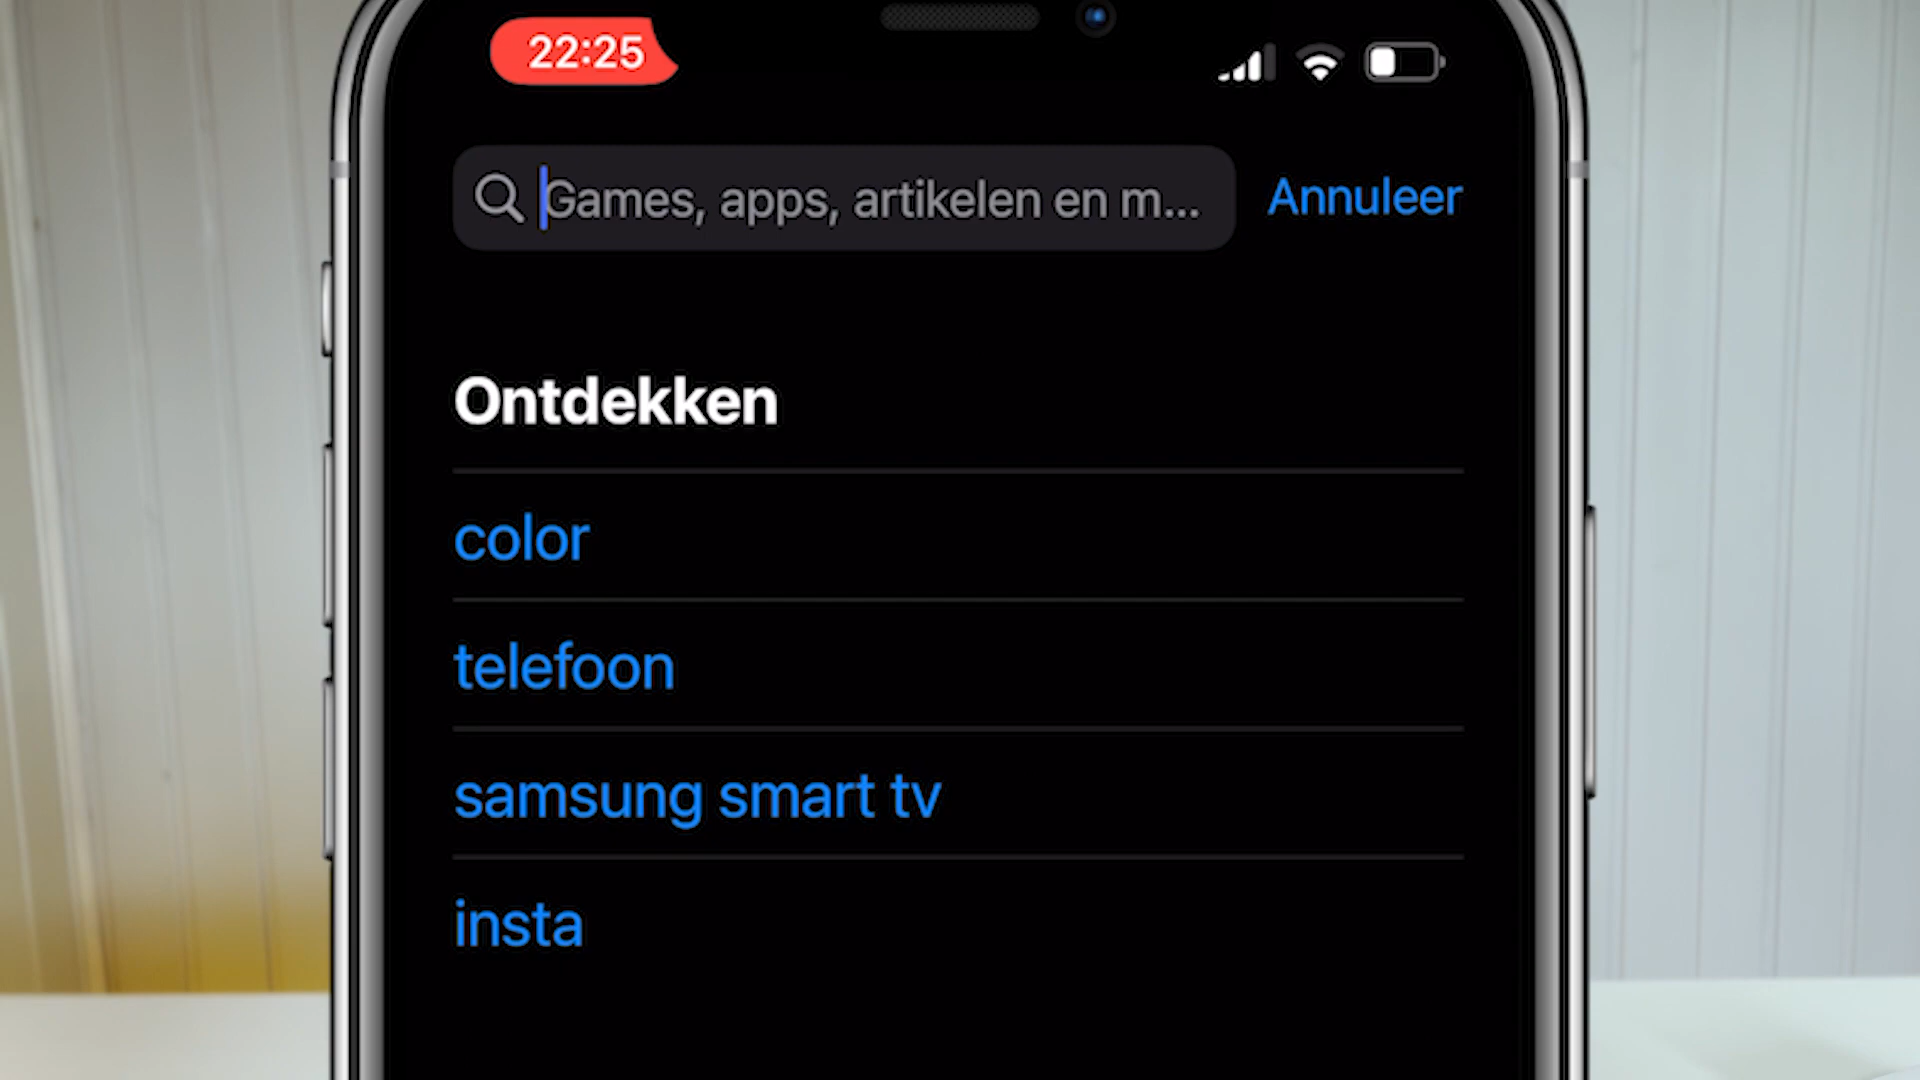 22:25
Games, apps, artikelen en m...
Annuleer
Ontdekken
color
telefoon
samsung smart tv
insta